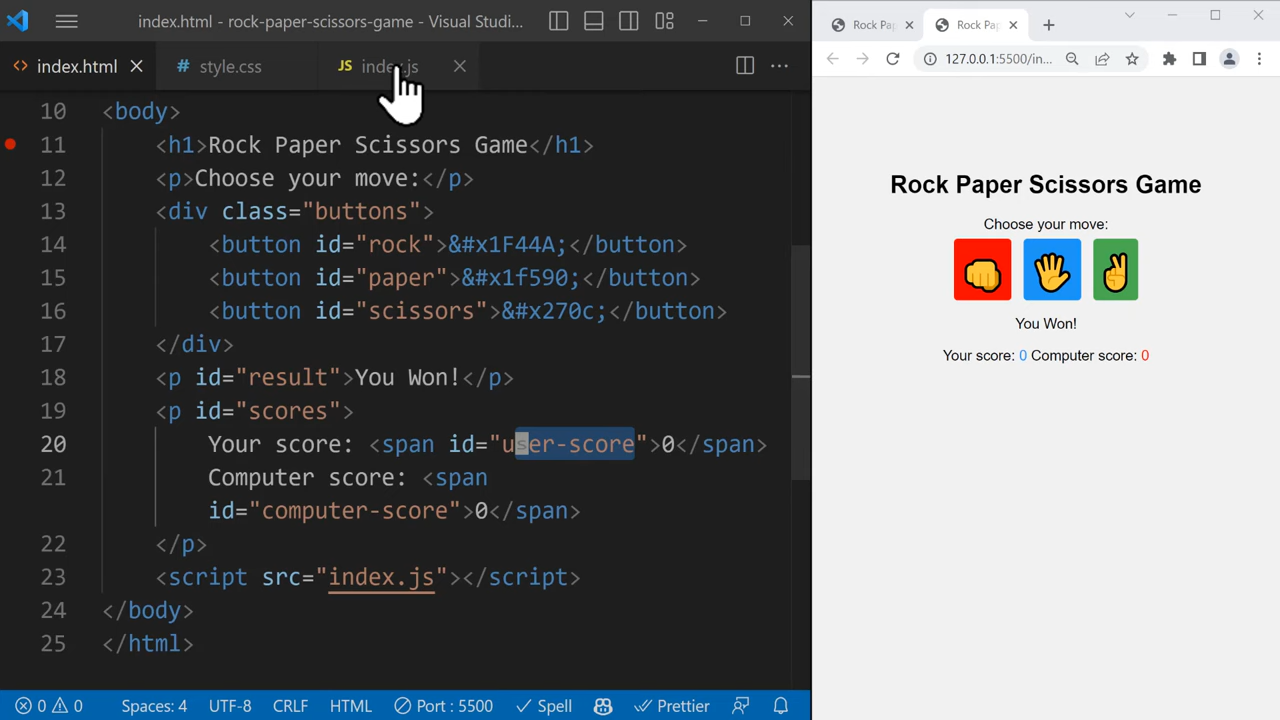 index.html - rock-paper-scissors-game - Visual Studi...
index.html
style.css
JS index.js
10 <body>
11 <h1>Rock Paper Scissors Game</h1>
12 <p>Choose your move:</p>
13 <div class="buttons">
14 <button id="rock">&#x1F44A;</button>
15 <button id="paper">&#x1f590;</button>
16 <button id="scissors">&#x270c;</button>
17 </div>
18 <p id="result">You Won!</p>
19 <p id="scores">
20 Your score: <span id="user-score">0</span>
21 Computer score: <span
id="computer-score">0</span>
22 </p>
23 <script src="index.js"></script>
24 </body>
25 </html>
0 0 Spaces: 4 UTF-8 CRLF HTML Port : 5500 Spell Prettier
Rock Pa
Rock Pa
127.0.0.1:5500/in...
Rock Paper Scissors Game
Choose your move:
You Won!
Your score: 0 Computer score: 0